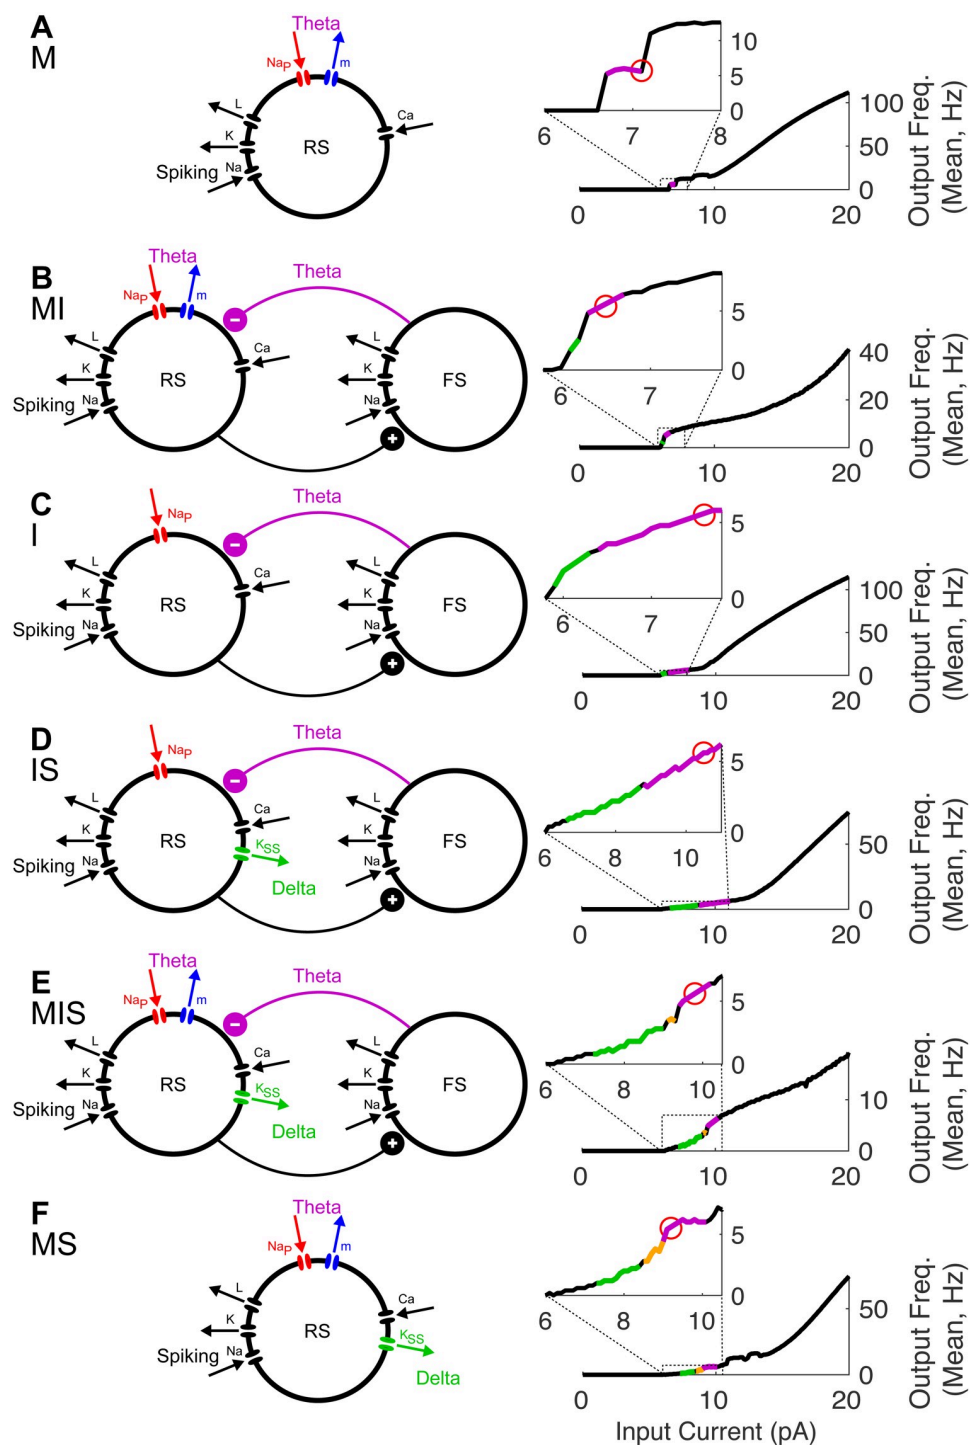 A
M
Theta
NaP
m
L
K
Na
Ca
RS
Spiking
10
5
0
6
7
8
100
50
0
0
10
20
Output Freq.
(Mean, Hz)
B
MI
Theta
Theta
NaP
m
−
L
K
Na
Ca
RS
Spiking
L
K
Na
FS
+
5
0
6
7
40
20
0
0
10
20
Output Freq.
(Mean, Hz)
C
I
Theta
NaP
−
L
K
Na
Ca
RS
Spiking
L
K
Na
FS
+
5
0
6
7
100
50
0
0
10
20
Output Freq.
(Mean, Hz)
D
IS
Theta
NaP
−
L
K
Na
Ca
KSS
RS
Spiking
Delta
L
K
Na
FS
+
5
0
6
8
10
50
0
0
10
20
Output Freq.
(Mean, Hz)
E
MIS
Theta
Theta
NaP
m
−
L
K
Na
Ca
KSS
RS
Spiking
Delta
L
K
Na
FS
+
5
0
6
8
10
10
0
0
10
20
Output Freq.
(Mean, Hz)
F
MS
Theta
NaP
m
L
K
Na
Ca
KSS
RS
Spiking
Delta
5
0
6
8
10
50
0
0
10
20
Output Freq.
(Mean, Hz)
Input Current (pA)